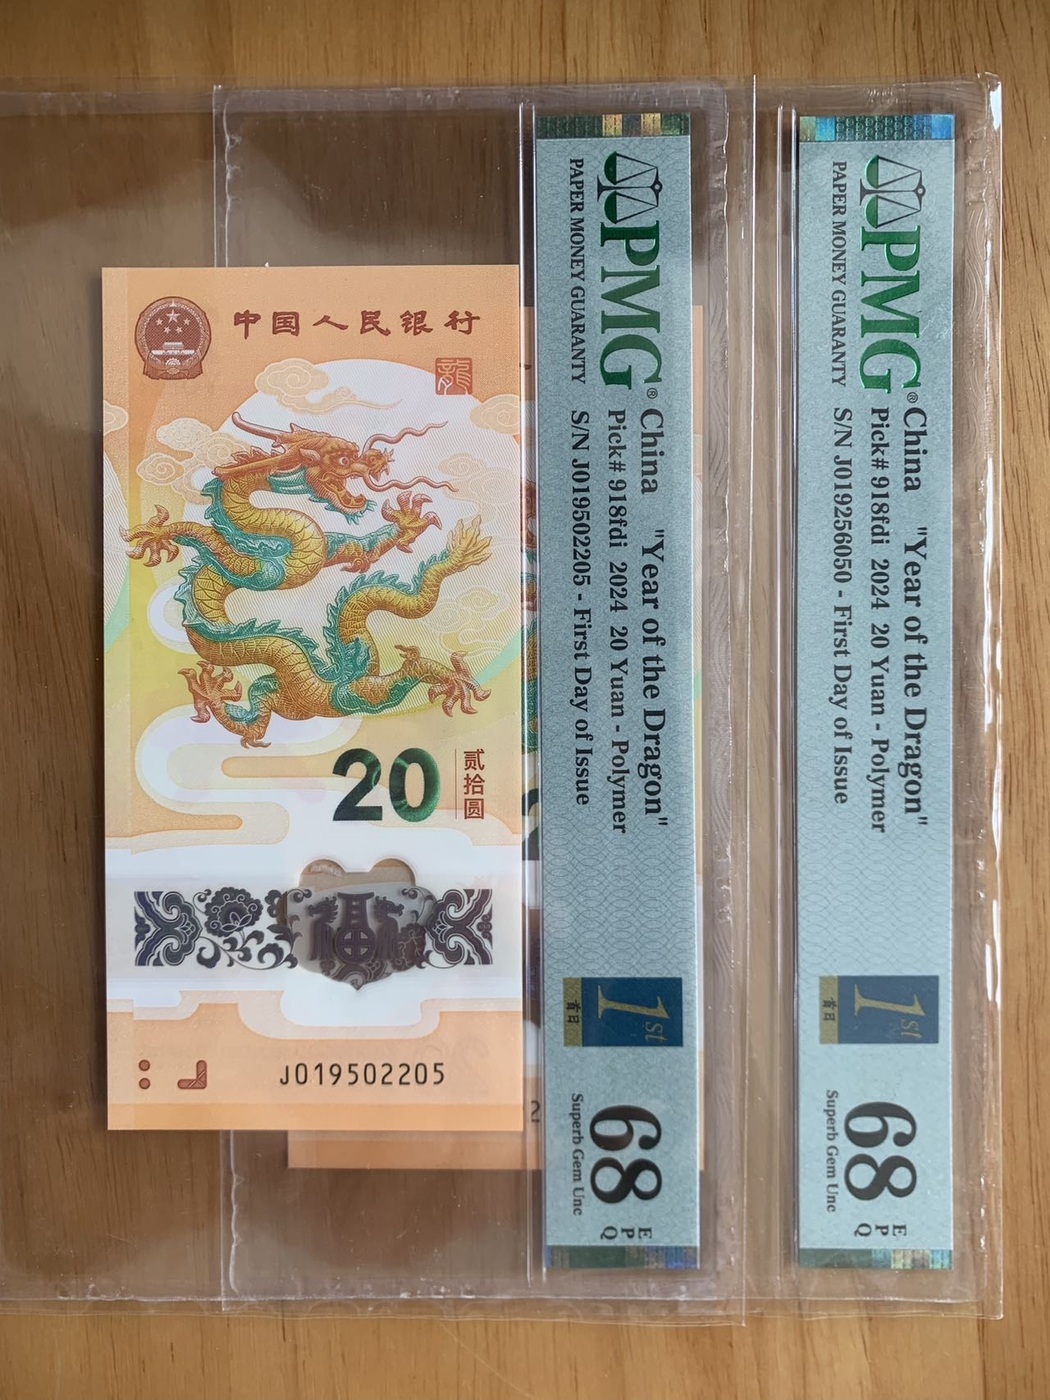 中国人民银行
龍
20
贰拾圆
福
J019502205
PMG®
PAPER MONEY GUARANTY
China "Year of the Dragon"
Pick# 918fdi 2024 20 Yuan - Polymer
S/N J019502205 - First Day of Issue
1st
首日
68
EPQ
Superb Gem Unc
PMG®
PAPER MONEY GUARANTY
China "Year of the Dragon"
Pick# 918fdi 2024 20 Yuan - Polymer
S/N J019256050 - First Day of Issue
1st
首日
68
EPQ
Superb Gem Unc